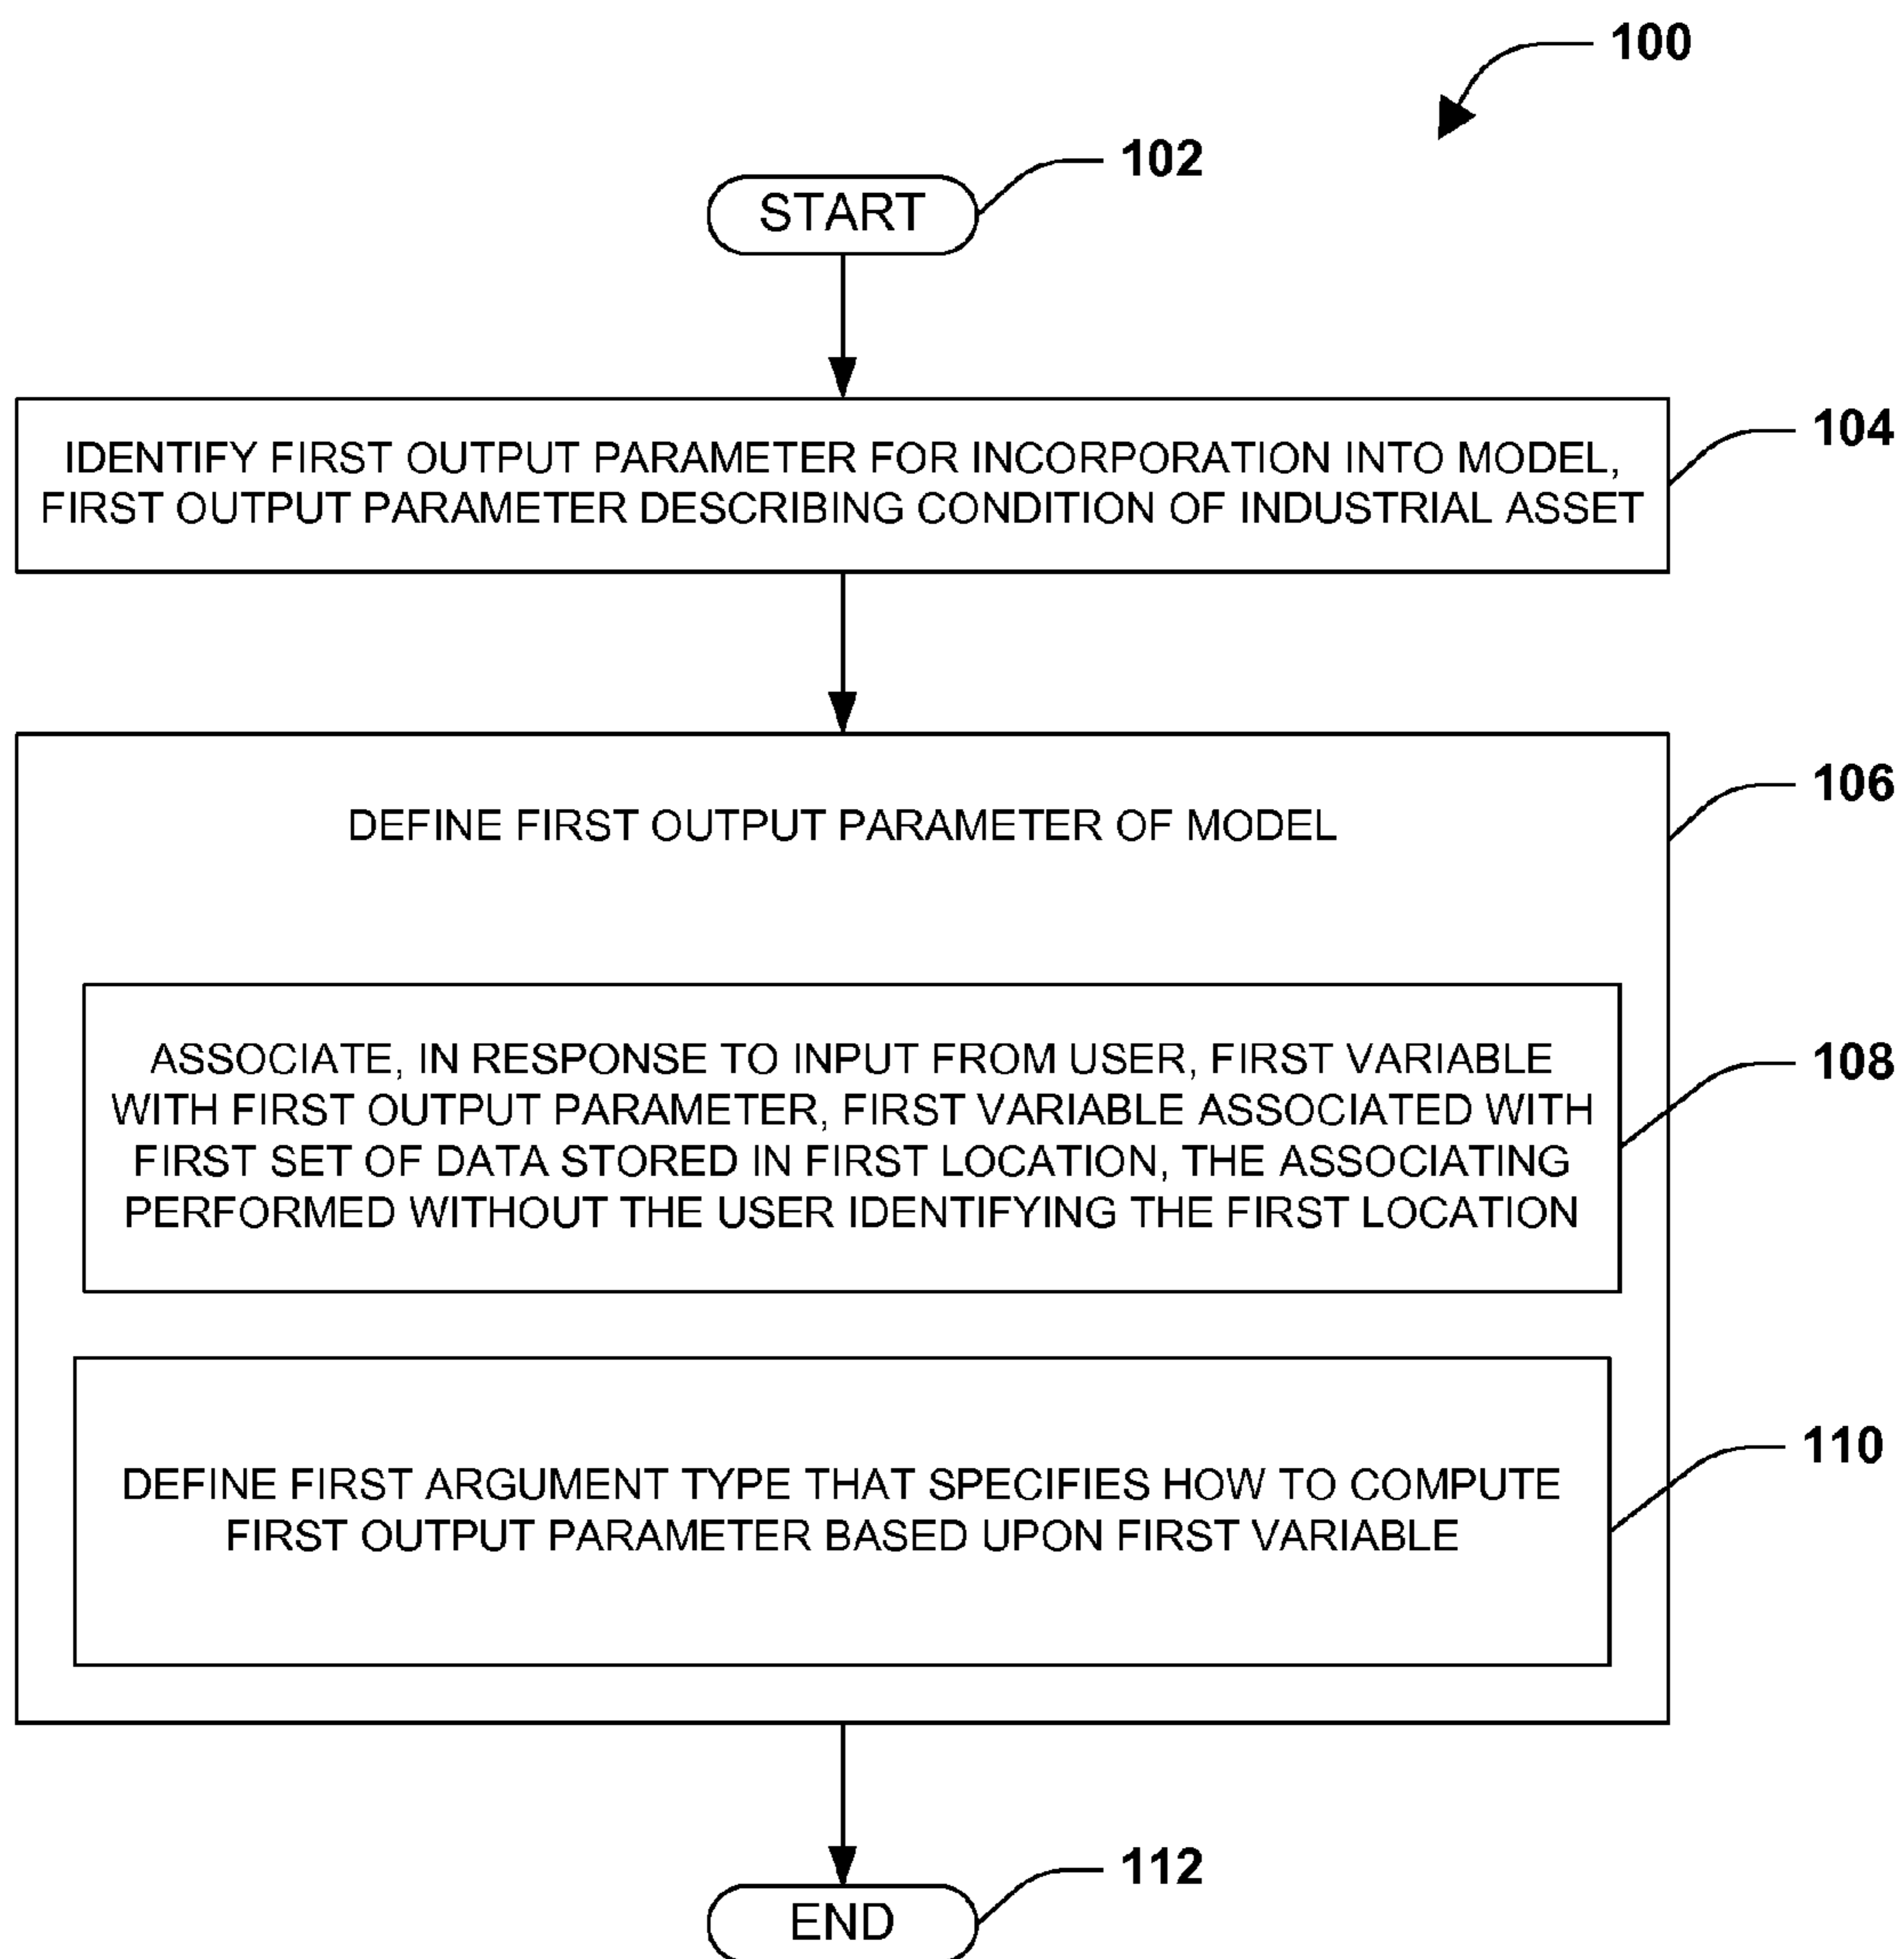 100
102
START
104
IDENTIFY FIRST OUTPUT PARAMETER FOR INCORPORATION INTO MODEL,
FIRST OUTPUT PARAMETER DESCRIBING CONDITION OF INDUSTRIAL ASSET
106
DEFINE FIRST OUTPUT PARAMETER OF MODEL
108
ASSOCIATE, IN RESPONSE TO INPUT FROM USER, FIRST VARIABLE
WITH FIRST OUTPUT PARAMETER, FIRST VARIABLE ASSOCIATED WITH
FIRST SET OF DATA STORED IN FIRST LOCATION, THE ASSOCIATING
PERFORMED WITHOUT THE USER IDENTIFYING THE FIRST LOCATION
110
DEFINE FIRST ARGUMENT TYPE THAT SPECIFIES HOW TO COMPUTE
FIRST OUTPUT PARAMETER BASED UPON FIRST VARIABLE
112
END